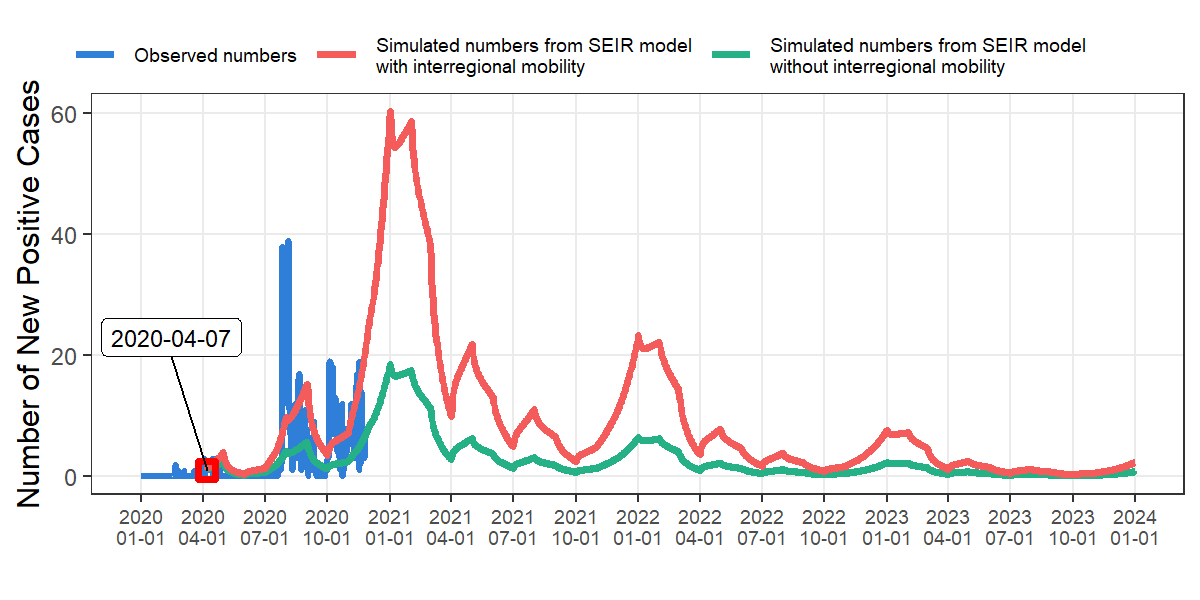 Observed numbers
Simulated numbers from SEIR model
with interregional mobility
Simulated numbers from SEIR model
without interregional mobility
Number of New Positive Cases
60
40
20
0
2020-04-07
2020 2020 2020 2020 2021 2021 2021 2021 2022 2022 2022 2022 2023 2023 2023 2023 2024
01-01 04-01 07-01 10-01 01-01 04-01 07-01 10-01 01-01 04-01 07-01 10-01 01-01 04-01 07-01 10-01 01-01